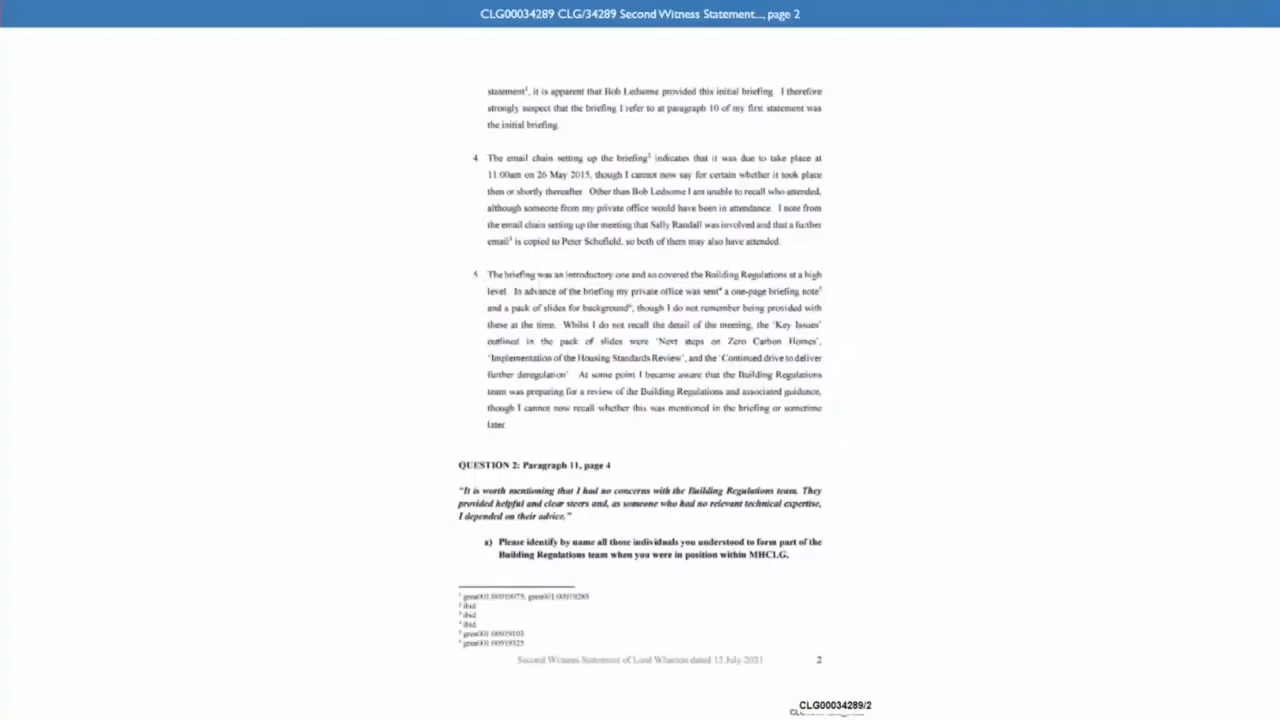 CLG00034289 CLG/34289 Second Witness Statement..., page 2
statement¹, it is apparent that Bob Ledsome provided this initial briefing. I therefore
strongly suspect that the briefing I refer to at paragraph 10 of my first statement was
the initial briefing.
4 The email chain setting up the briefing² indicates that it was due to take place at
11:00am on 26 May 2015, though I cannot now say for certain whether it took place
then or shortly thereafter. Other than Bob Ledsome I am unable to recall who attended,
although someone from my private office would have been in attendance. I note from
the email chain setting up the meeting that Sally Randall was involved and that a further
email³ is copied to Peter Schofield, so both of them may also have attended.
5 The briefing was an introductory one and so covered the Building Regulations at a high
level. In advance of the briefing my private office was sent⁴ a one-page briefing note⁵
and a pack of slides for background⁶, though I do not remember being provided with
these at the time. Whilst I do not recall the detail of the meeting, the 'Key Issues'
outlined in the pack of slides were 'Next steps on Zero Carbon Homes',
'Implementation of the Housing Standards Review', and the 'Continued drive to deliver
further deregulation' At some point I became aware that the Building Regulations
team was preparing for a review of the Building Regulations and associated guidance,
though I cannot now recall whether this was mentioned in the briefing or sometime
later
QUESTION 2: Paragraph 11, page 4
"It is worth mentioning that I had no concerns with the Building Regulations team. They
provided helpful and clear steers and, as someone who had no relevant technical expertise,
I depended on their advice."
a) Please identify by name all those individuals you understood to form part of the
Building Regulations team when you were in position within MHCLG.
² ibid
³ ibid
⁴ ibid
Second Witness Statement of Lord Wharton dated 12 July 2021
2
CLG00034289/2